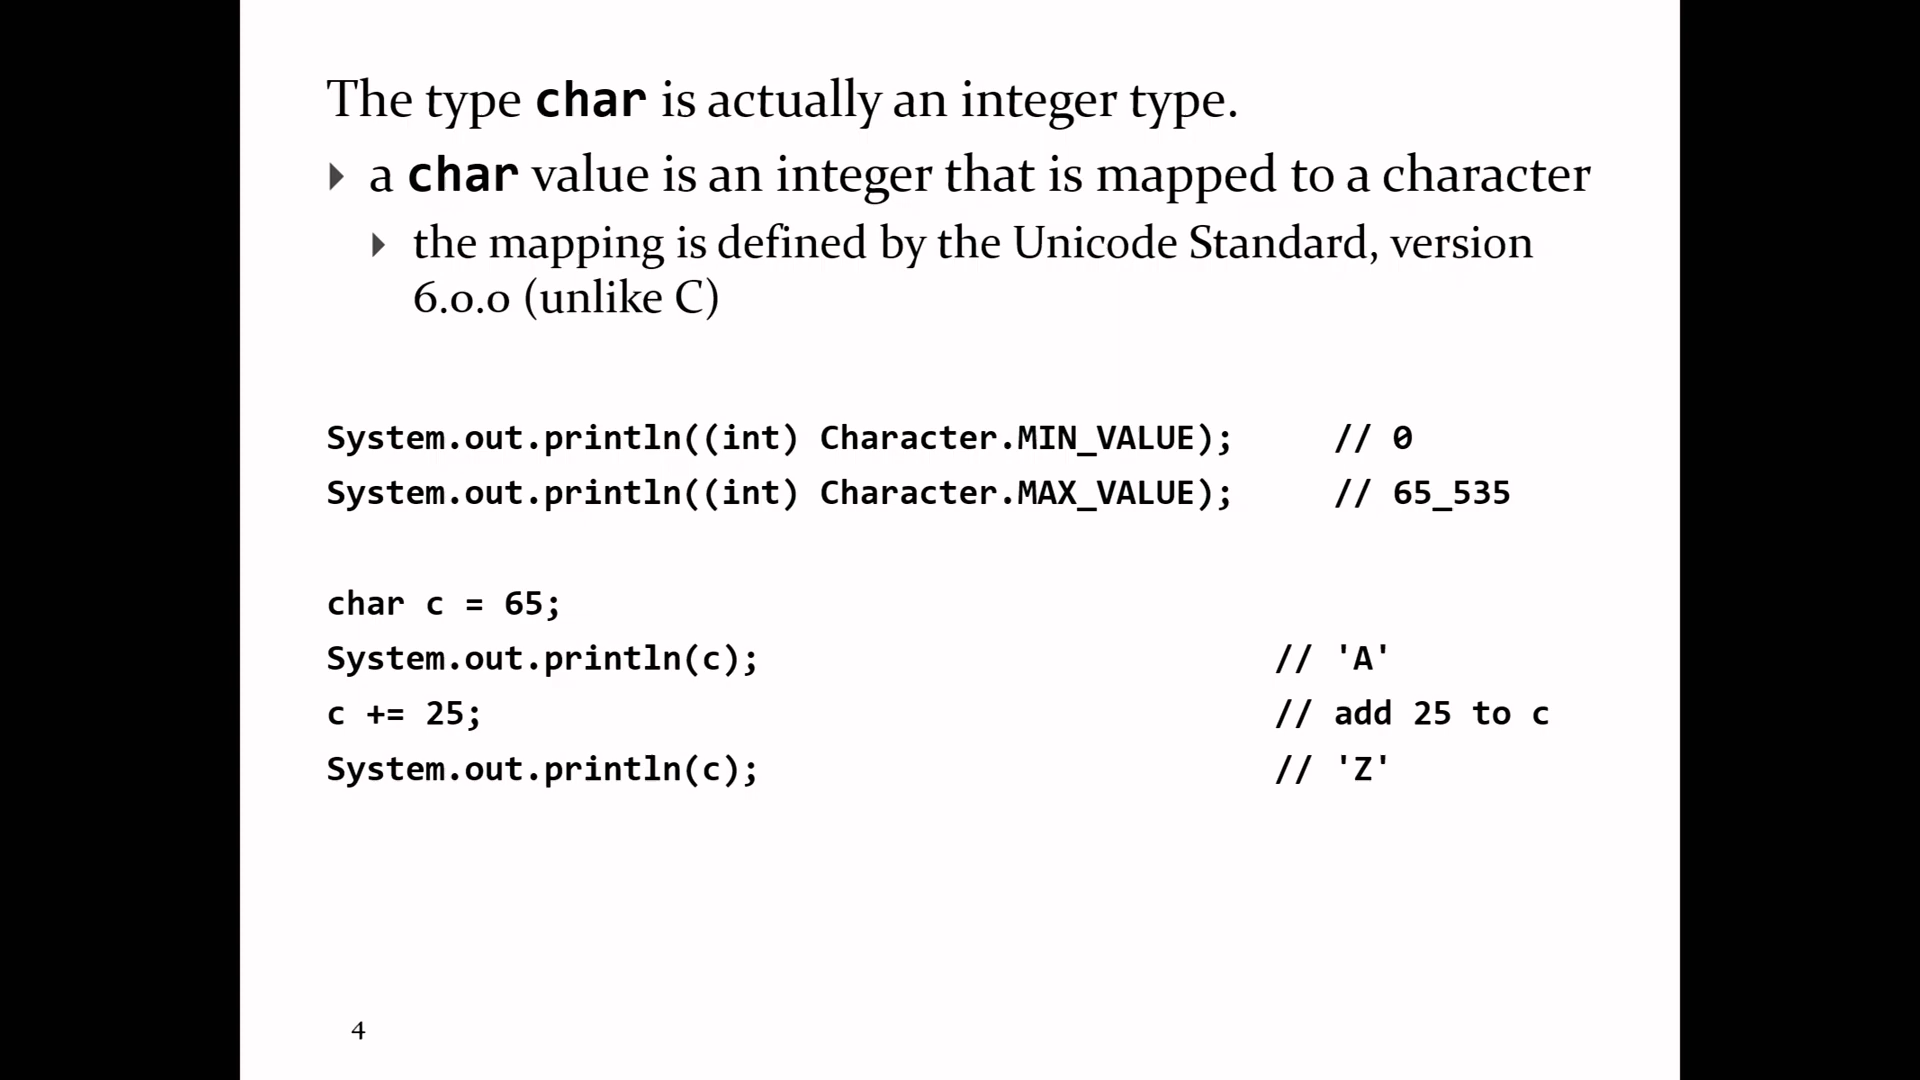 The type char is actually an integer type.
a char value is an integer that is mapped to a character
the mapping is defined by the Unicode Standard, version
6.0.0 (unlike C)
System.out.println((int) Character.MIN_VALUE); // 0
System.out.println((int) Character.MAX_VALUE); // 65_535
char c = 65;
System.out.println(c); // 'A'
c += 25; // add 25 to c
System.out.println(c); // 'Z'
4